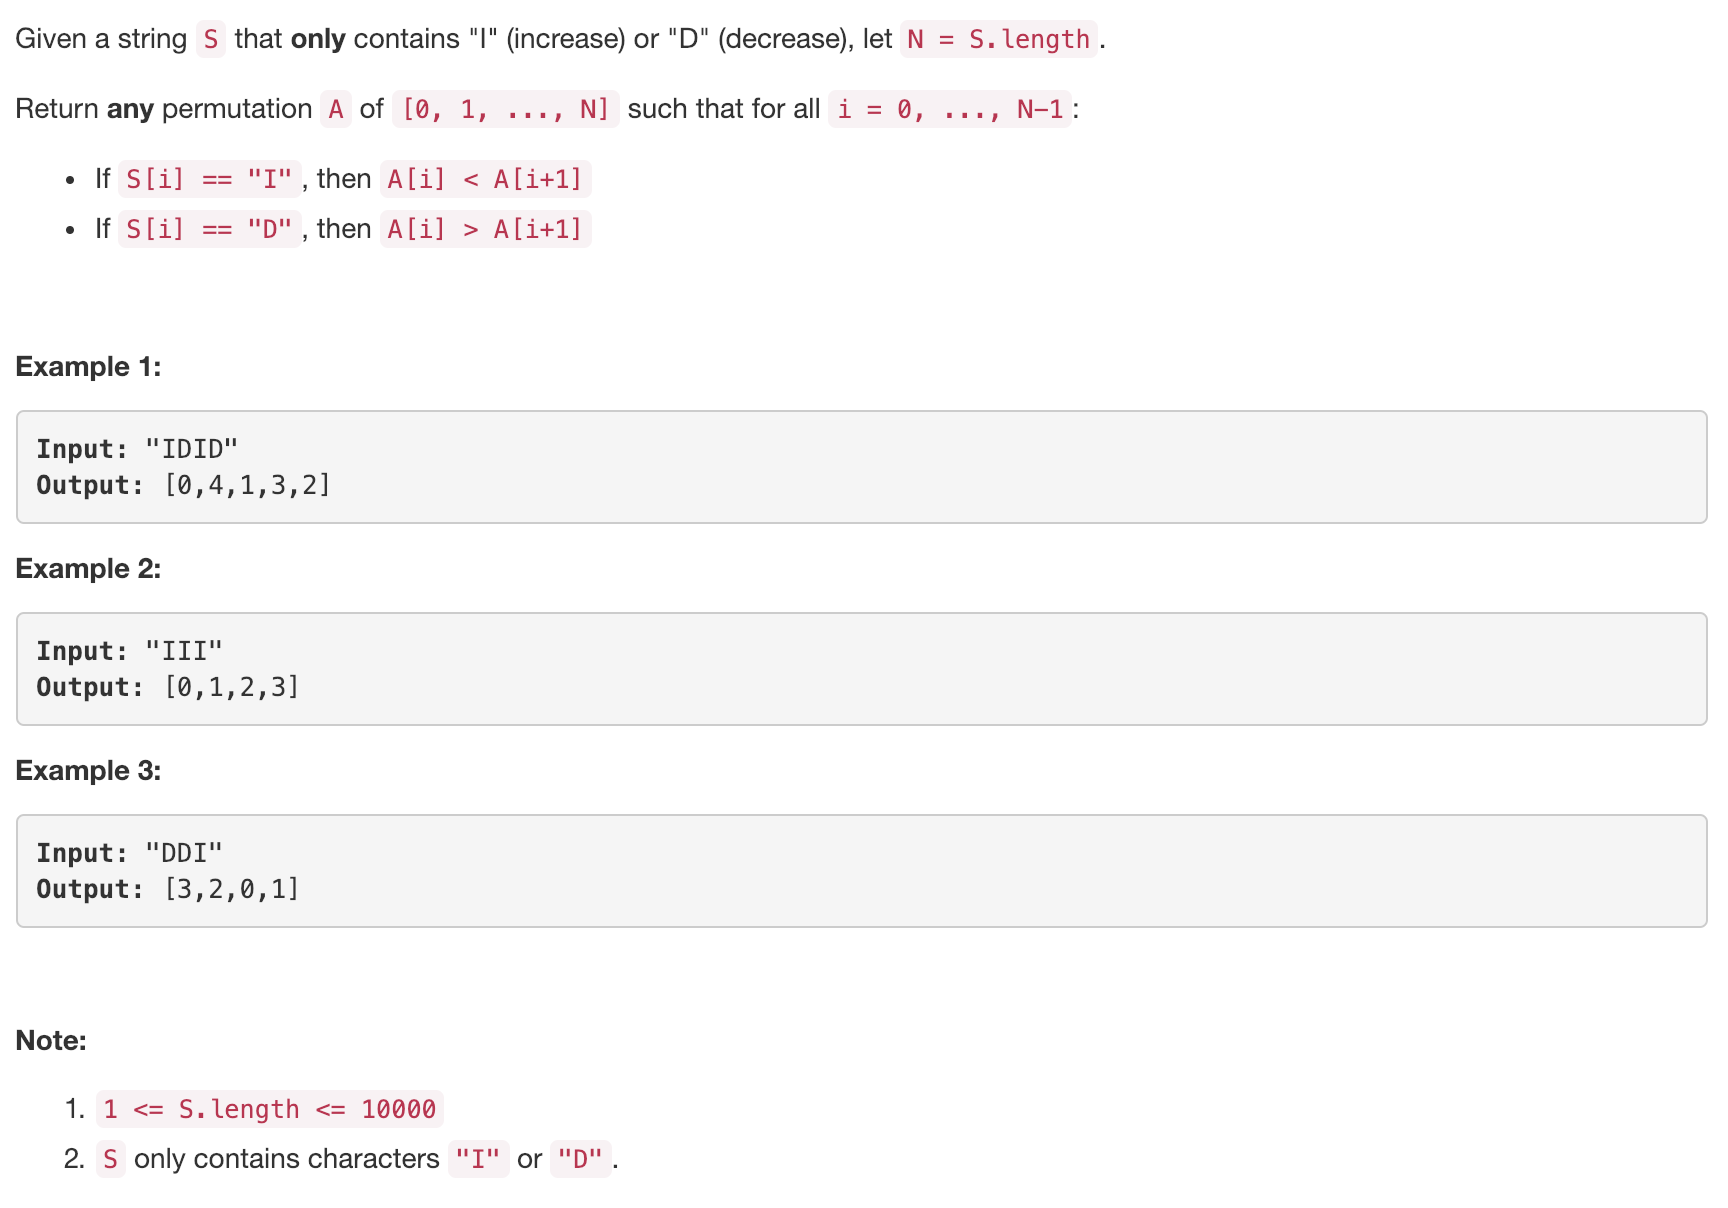 Given a string S that only contains "I" (increase) or "D" (decrease), let N = S.length.
Return any permutation A of [0, 1, ..., N] such that for all i = 0, ..., N-1:
• If S[i] == "I", then A[i] < A[i+1]
• If S[i] == "D", then A[i] > A[i+1]
Example 1:
Input: "IDID"
Output: [0,4,1,3,2]
Example 2:
Input: "III"
Output: [0,1,2,3]
Example 3:
Input: "DDI"
Output: [3,2,0,1]
Note:
1. 1 <= S.length <= 10000
2. S only contains characters "I" or "D".